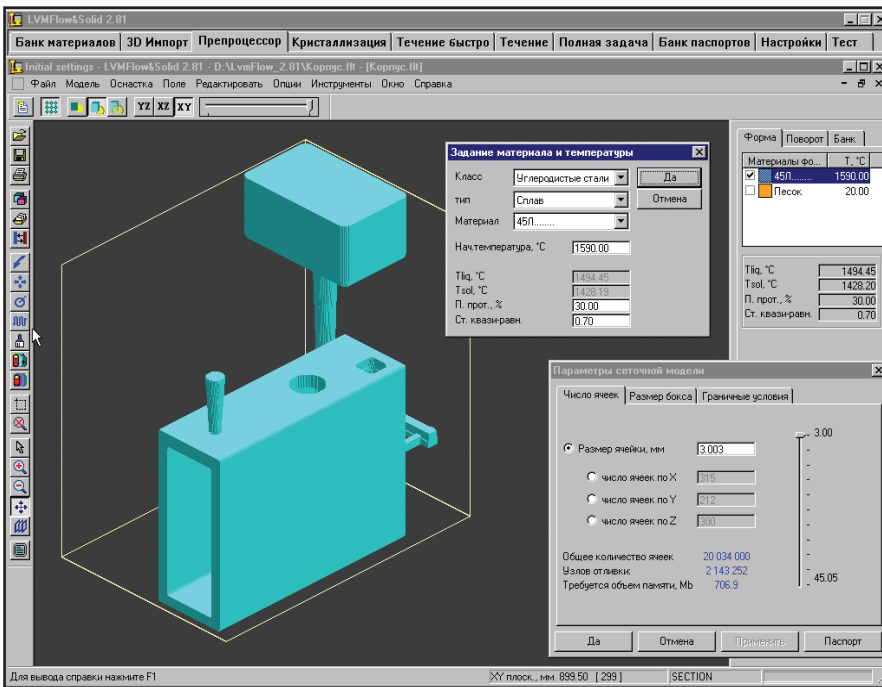 LVMFlow&Solid 2.81
Банк материалов 3D Импорт Препроцессор Кристаллизация Течение быстро Течение Полная задача Банк паспортов Настройки Тест
Initial settings - LVMFlow&Solid 2.81 - D:\LvmFlow_2.81\Корпус.flt - [Корпус.flt]
Файл Модель Оснастка Поле Редактировать Опции Инструменты Окно Справка
YZ XZ XY
Задание материала и температуры
Класс Углеродистые стали Да
тип Сплав Отмена
Материал 45Л........
Нач.температура, °C 1590.00
Tliq, °C 1494.45
Tsol, °C 1428.19
П. прот., % 30.00
Ст. квази-равн. 0.70
Форма Поворот Банк
Материалы фо... T, °C
45Л........ 1590.00
Песок 20.00
Tliq, °C 1494.45
Tsol, °C 1428.20
П. прот., % 30.00
Ст. квази-равн. 0.70
Параметры сеточной модели
Число ячеек Размер бокса Граничные условия
Размер ячейки, мм 3.003
число ячеек по X 315
число ячеек по Y 212
число ячеек по Z 300
3.00
45.05
Общее количество ячеек 20 034 000
Узлов отливки: 2 143 252
Требуется объем памяти, Mb 706.9
Да Отмена Применить Паспорт
Для вывода справки нажмите F1 XY плоск., мм 899.50 [ 299 ] SECTION